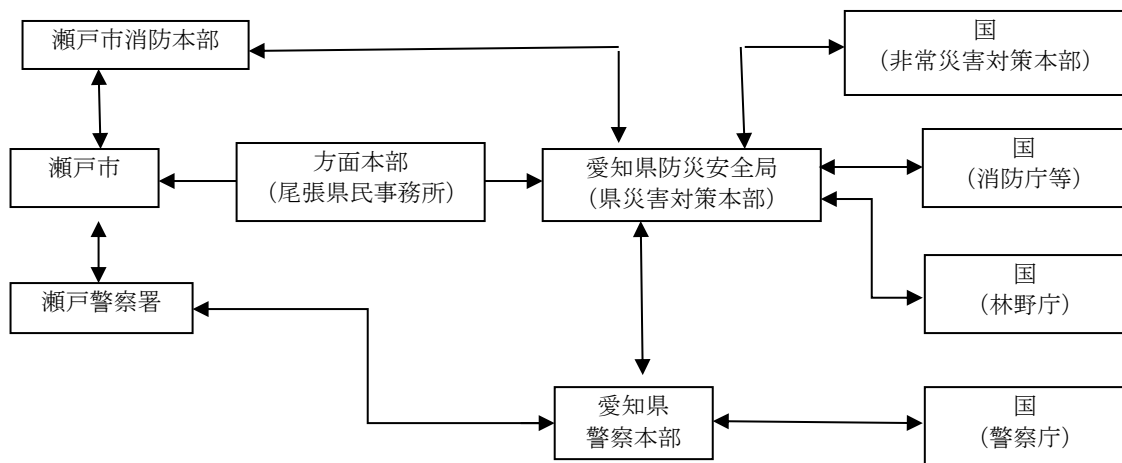 瀬戸市消防本部
国
（非常災害対策本部）
瀬戸市
方面本部
（尾張県民事務所）
愛知県防災安全局
（県災害対策本部）
国
（消防庁等）
瀬戸警察署
国
（林野庁）
愛知県
警察本部
国
（警察庁）